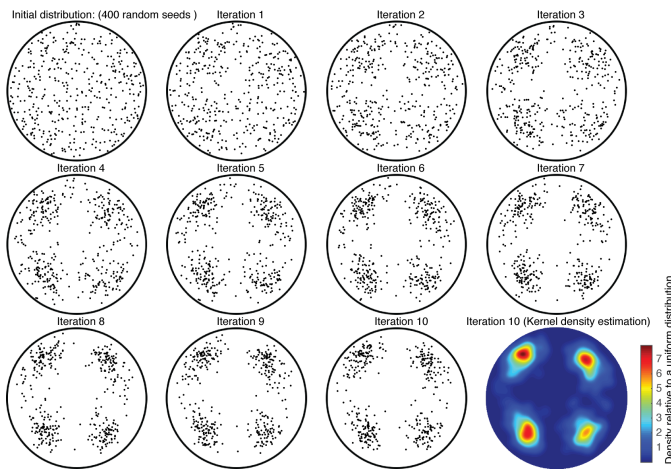 Initial distribution: (400 random seeds )
Iteration 1
Iteration 2
Iteration 3
Iteration 4
Iteration 5
Iteration 6
Iteration 7
Iteration 8
Iteration 9
Iteration 10
Iteration 10 (Kernel density estimation)
7
6
5
4
3
2
1
Density relative to a uniform distribution